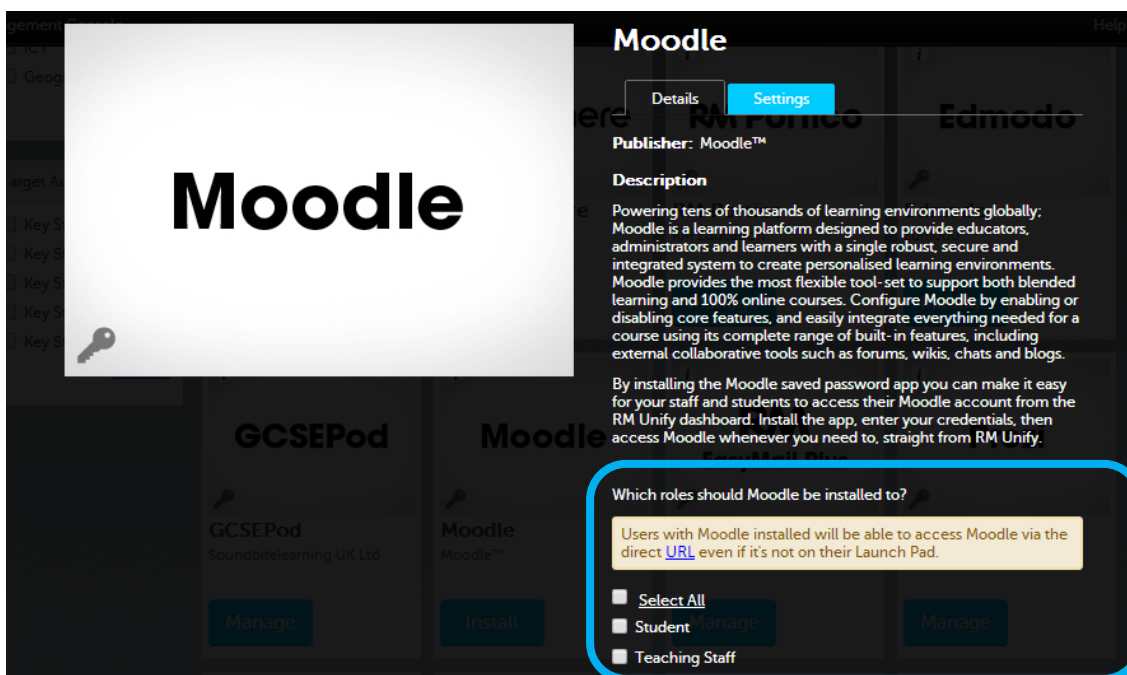 Help
ICT
Moodle
Details
Settings
RM Portico
Edmodo
Publisher: Moodle™
Description
Powering tens of thousands of learning environments globally;
Moodle is a learning platform designed to provide educators,
administrators and learners with a single robust, secure and
integrated system to create personalised learning environments.
Moodle provides the most flexible tool-set to support both blended
learning and 100% online courses. Configure Moodle by enabling or
disabling core features, and easily integrate everything needed for a
course using its complete range of built-in features, including
external collaborative tools such as forums, wikis, chats and blogs.
By installing the Moodle saved password app you can make it easy
for your staff and students to access their Moodle account from the
RM Unify dashboard. Install the app, enter your credentials, then
access Moodle whenever you need to, straight from RM Unify.
Moodle
GCSEPod
Moodle
RM
EasyMail Plus
GCSEPod
Soundbitelearning UK Ltd
Manage
Moodle
Moodle™
Install
Which roles should Moodle be installed to?
Users with Moodle installed will be able to access Moodle via the
direct URL even if it's not on their Launch Pad.
Select All
Student
Manage
Manage
Teaching Staff